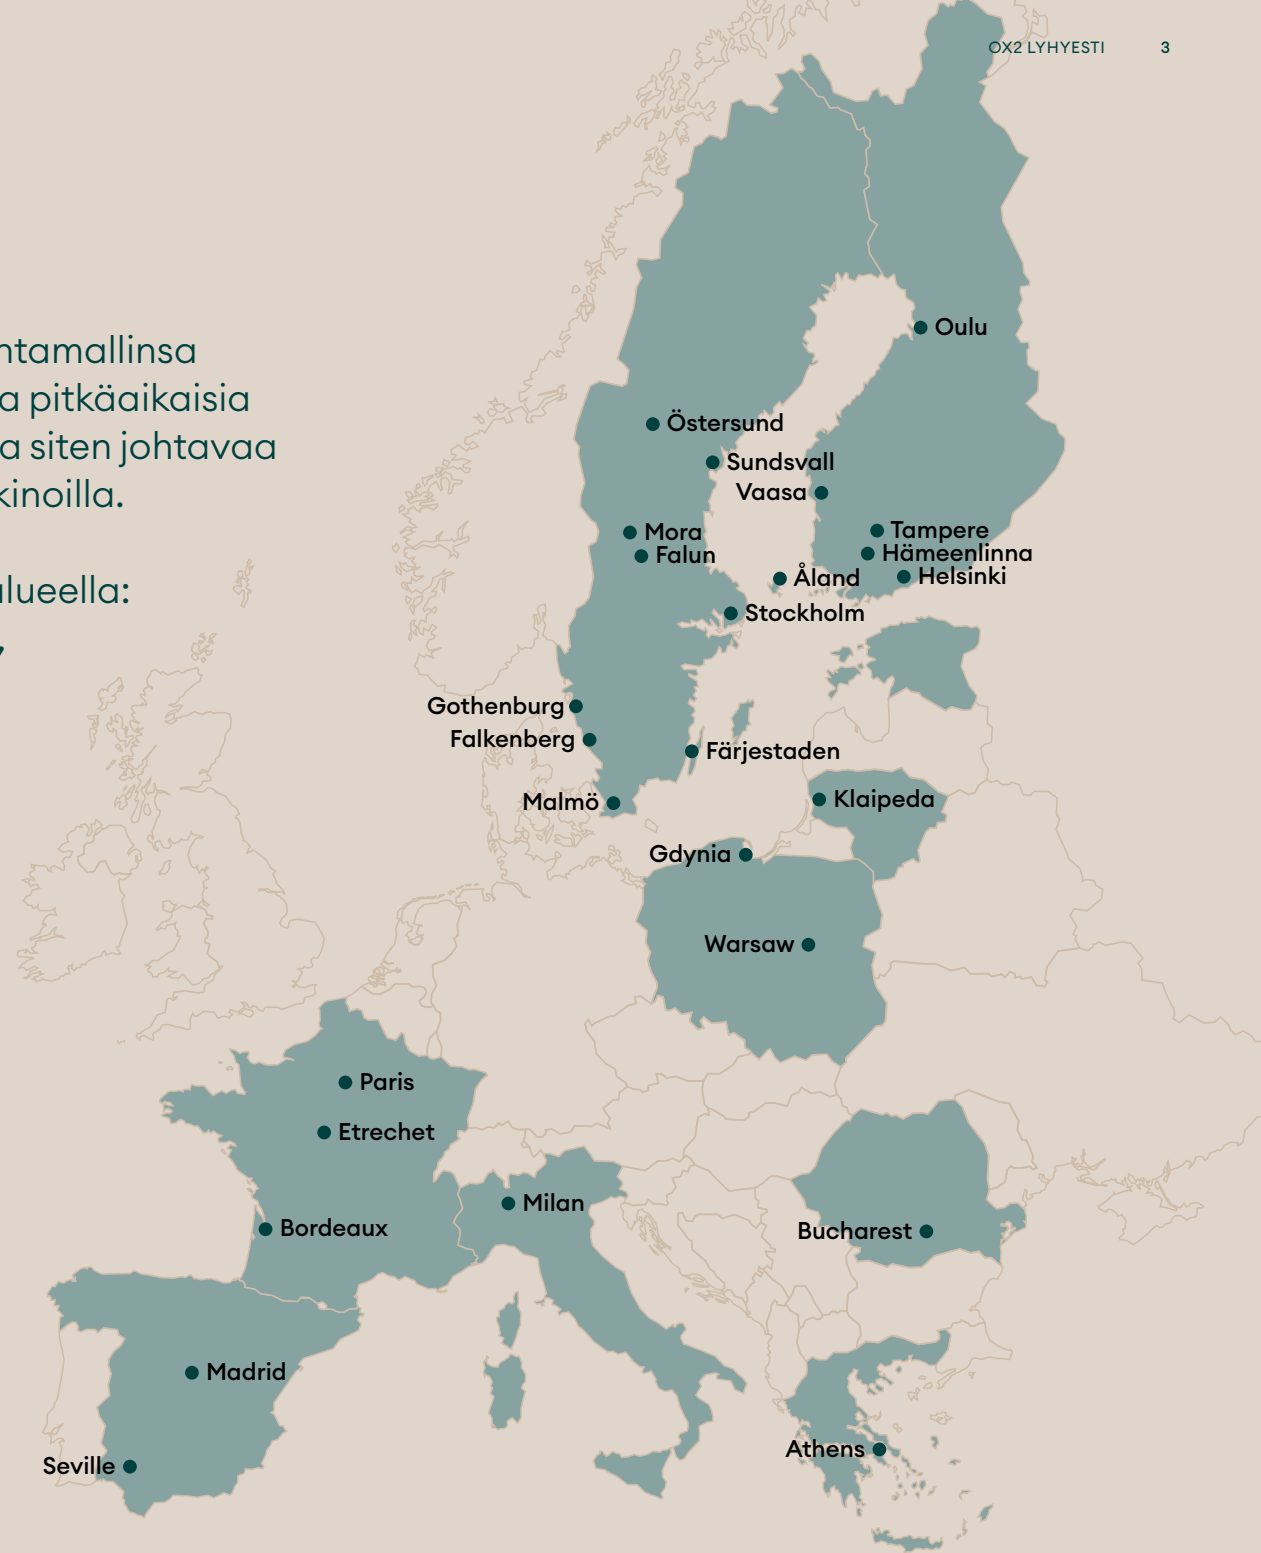 OX2 LYHYESTI 3
ntamallinsa
a pitkäaikaisia
a siten johtavaa
kinoilla.
alueella:
Oulu
Östersund
Sundsvall
Vaasa
Mora
Tampere
Falun
Hämeenlinna
Åland
Helsinki
Stockholm
Gothenburg
Falkenberg
Färjestaden
Malmö
Klaipeda
Gdynia
Warsaw
Paris
Etrechet
Milan
Bordeaux
Bucharest
Madrid
Athens
Seville